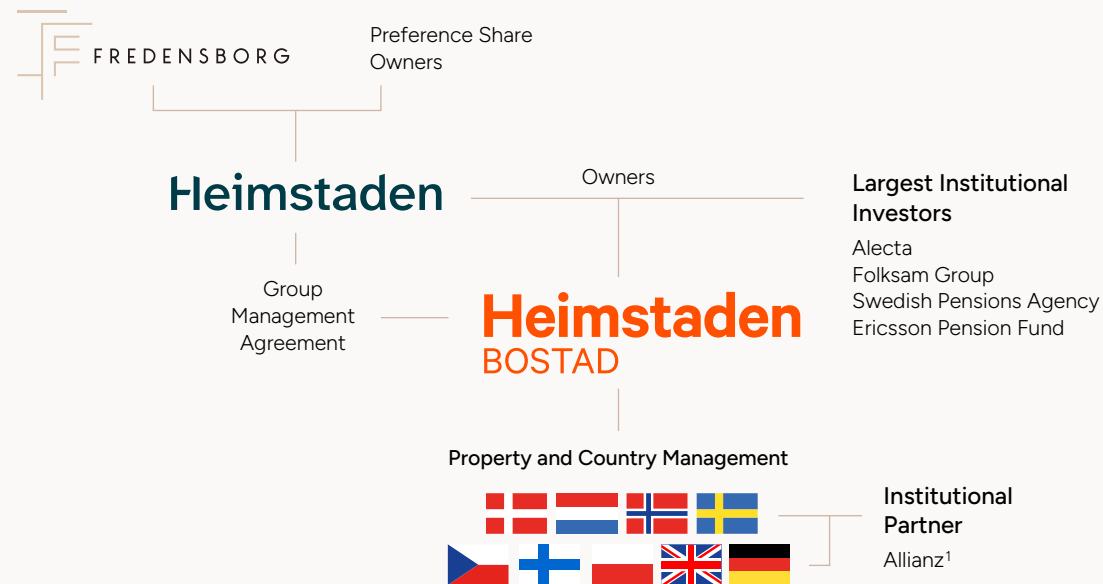 FREDENSBORG
Preference Share
Owners
Heimstaden
Owners
Largest Institutional
Investors
Alecta
Folksam Group
Swedish Pensions Agency
Ericsson Pension Fund
Group
Management
Agreement
Heimstaden
BOSTAD
Property and Country Management
Institutional
Partner
Allianz¹